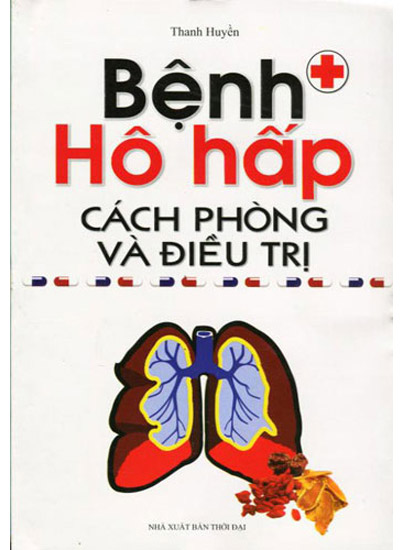 Thanh Huyền
Bệnh
Hô hấp
CÁCH PHÒNG
VÀ ĐIỀU TRỊ
NHÀ XUẤT BẢN THỜI ĐẠI